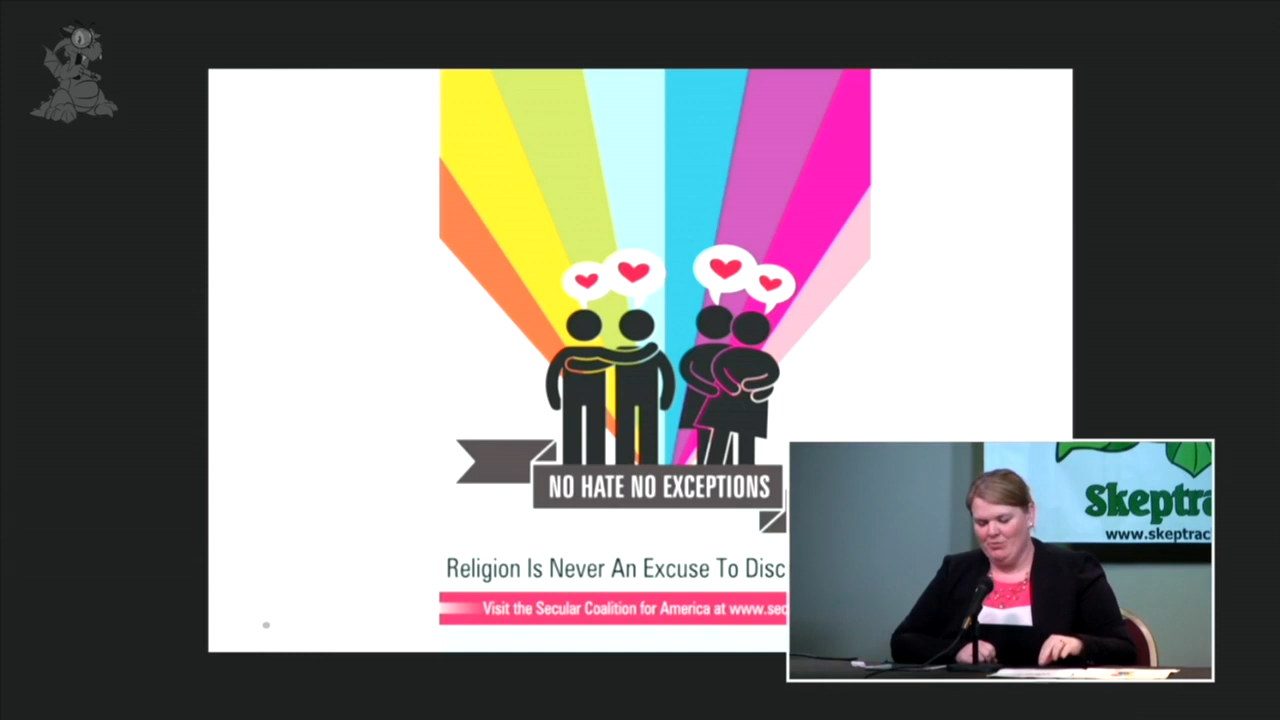 NO HATE NO EXCEPTIONS
Religion Is Never An Excuse To Disc
Visit the Secular Coalition for America at www.sec
Skeptra
www.skeptrac